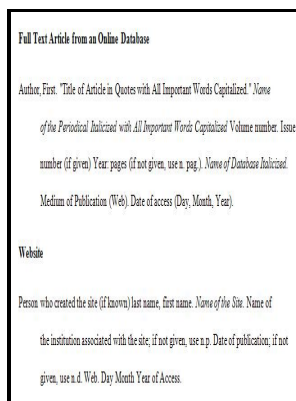 Full Text Article from an Online Database
Author, First. "Title of Article in Quotes with All Important Words Capitalized." Name
of the Periodical Italicized with All Important Words Capitalized Volume number. Issue
number (if given) Year: pages (if not given, use n. pag.). Name of Database Italicized.
Medium of Publication (Web). Date of access (Day, Month, Year).
Website
Person who created the site (if known) last name, first name. Name of the Site. Name of
the institution associated with the site; if not given, use n.p. Date of publication; if not
given, use n.d. Web. Day Month Year of Access.